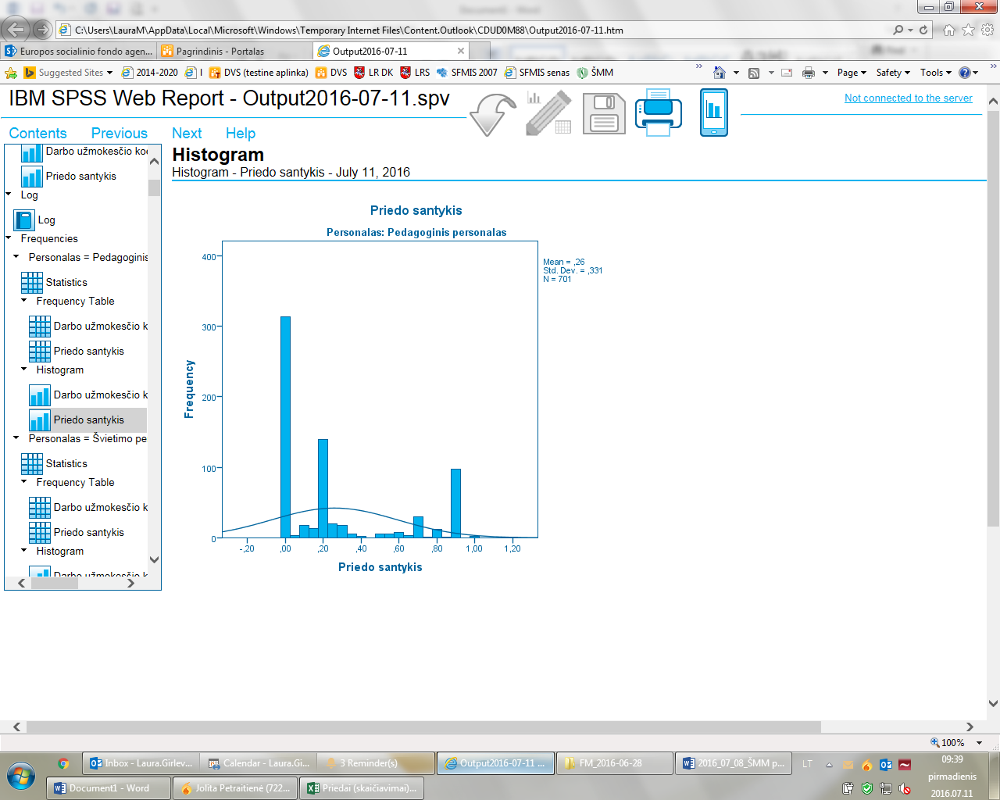 Document1 - Word
C:\Users\LauraM\AppData\Local\Microsoft\Windows\Temporary Internet Files\Content.Outlook\CDUD0M88\Output2016-07-11.htm
Europos socialinio fondo agen...
Pagrindinis - Portalas
Output2016-07-11
Suggested Sites
2014-2020
I
DVS (testine aplinka)
DVS
LR DK
LRS
SFMIS 2007
SFMIS senas
ŠMM
Page
Safety
Tools
IBM SPSS Web Report - Output2016-07-11.spv
Not connected to the server
Contents
Previous
Next
Help
Darbo užmokesčio koe
Priedo santykis
Log
Log
Frequencies
Personalas = Pedagoginis
Statistics
Frequency Table
Darbo užmokesčio k
Priedo santykis
Histogram
Darbo užmokesčio k
Priedo santykis
Personalas = Švietimo pe
Statistics
Frequency Table
Darbo užmokesčio k
Priedo santykis
Histogram
Darbo užmokesčio k
Histogram
Histogram - Priedo santykis - July 11, 2016
Priedo santykis
Personalas: Pedagoginis personalas
Mean = ,26
Std. Dev. = ,331
N = 701
Frequency
400
300
200
100
0
-,20
,00
,20
,40
,60
,80
1,00
1,20
Priedo santykis
100%
Inbox - Laura.Girlev...
Calendar - Laura.Gi...
3 Reminder(s)
Output2016-07-11 ...
FM_2016-06-28
2016_07_08_ŠMM p...
LT
09:39
pirmadienis
2016.07.11
Document1 - Word
Jolita Petraitienė (722...
Priedai (skaičiavimai)...